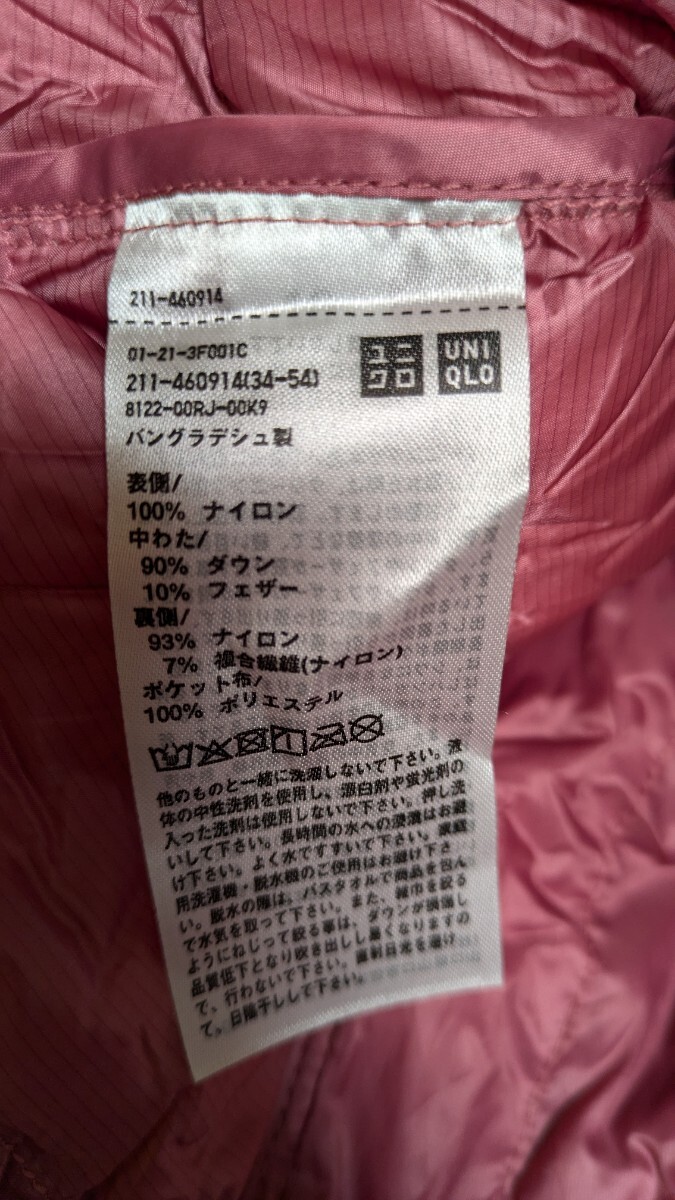 211-460914
01-21-3F001C
211-460914(34-54)
8122-00RJ-00K9
バングラデシュ製
ユニ
クロ
UNI
QLO
表側/
100% ナイロン
中わた/
90% ダウン
10% フェザー
裏側/
93% ナイロン
7% 複合繊維(ナイロン)
ポケット布/
100% ポリエステル
他のものと一緒に洗濯しないで下さい。液
体の中性洗剤を使用し、漂白剤や蛍光剤の
入った洗剤は使用しないで下さい。押し洗
いして下さい。長時間の水への浸漬はお避
け下さい。よく水ですすいで下さい。家庭
用洗濯機・脱水機のご使用はお避け下さ
い。脱水の際は、バスタオルで商品を包ん
で水気を取って下さい。また、雑巾を絞る
ようにねじって絞る事は、ダウンが損傷し
品質低下となり吹き出しし易くなりますの
で、行わないで下さい。直射日光を避け
て、日陰干しして下さい。